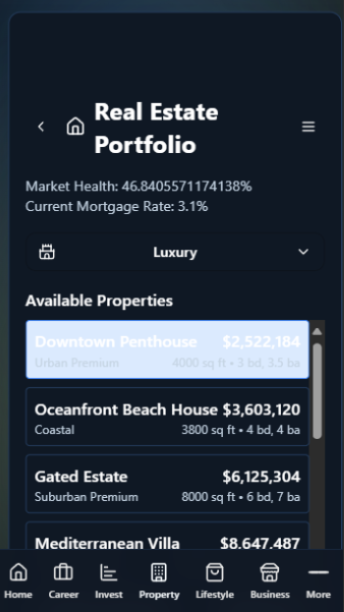 Real Estate
Portfolio
Market Health: 46.8405571174138%
Current Mortgage Rate: 3.1%
Luxury
Available Properties
Downtown Penthouse $2,522,184
Urban Premium 4000 sq ft • 3 bd, 3.5 ba
Oceanfront Beach House $3,603,120
Coastal 3800 sq ft • 4 bd, 4 ba
Gated Estate $6,125,304
Suburban Premium 8000 sq ft • 6 bd, 7 ba
Mediterranean Villa $8,647,487
Home Career Invest Property Lifestyle Business More